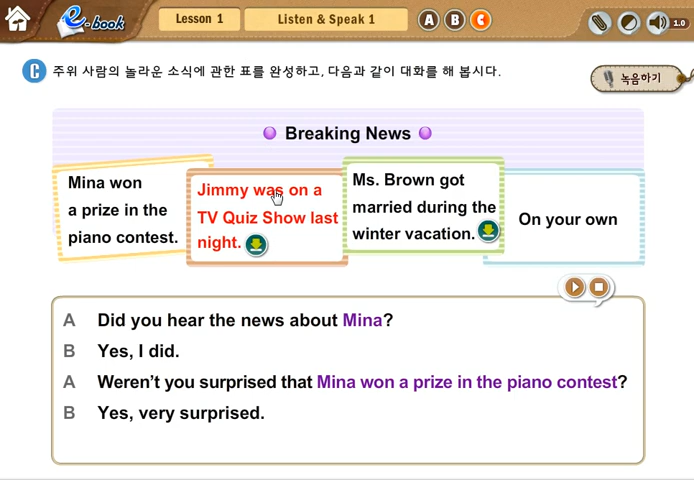 e-book
Lesson 1
Listen & Speak 1
A B C
1.0
C 주위 사람의 놀라운 소식에 관한 표를 완성하고, 다음과 같이 대화를 해 봅시다.
녹음하기
Breaking News
Mina won
a prize in the
piano contest.
Jimmy was on a
TV Quiz Show last
night.
Ms. Brown got
married during the
winter vacation.
On your own
A Did you hear the news about Mina?
B Yes, I did.
A Weren't you surprised that Mina won a prize in the piano contest?
B Yes, very surprised.